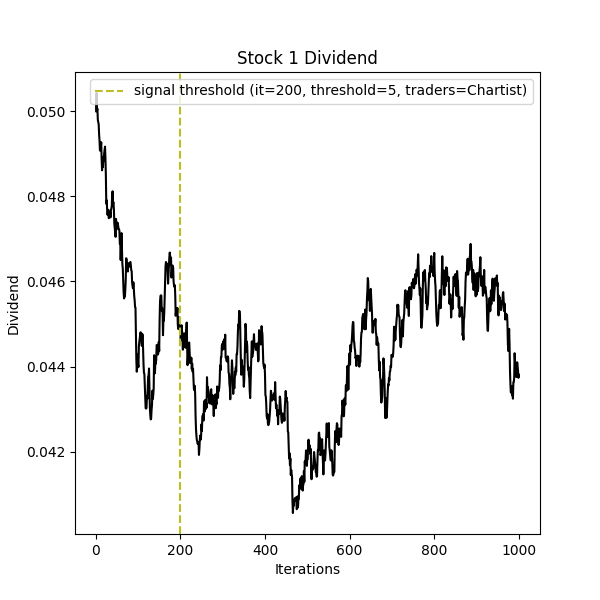 Stock 1 Dividend
signal threshold (it=200, threshold=5, traders=Chartist)
0.050
0.048
0.046
0.044
0.042
Dividend
0 200 400 600 800 1000
Iterations